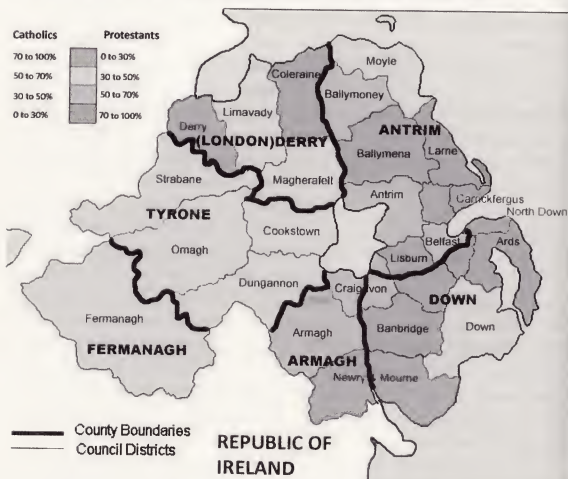 Catholics Protestants
70 to 100% 0 to 30%
50 to 70% 30 to 50%
30 to 50% 50 to 70%
0 to 30% 70 to 100%
Moyle
Coleraine
Ballymoney
Limavady
Derry
ANTRIM
(LONDON)DERRY
Ballymena
Larne
Strabane
Magherafelt
Antrim
Carrickfergus
North Down
TYRONE
Cookstown
Belfast
Ards
Omagh
Lisburn
Dungannon
Craigavon
DOWN
Fermanagh
Armagh
Banbridge
Down
FERMANAGH
ARMAGH
Newry & Mourne
County Boundaries
Council Districts
REPUBLIC OF
IRELAND